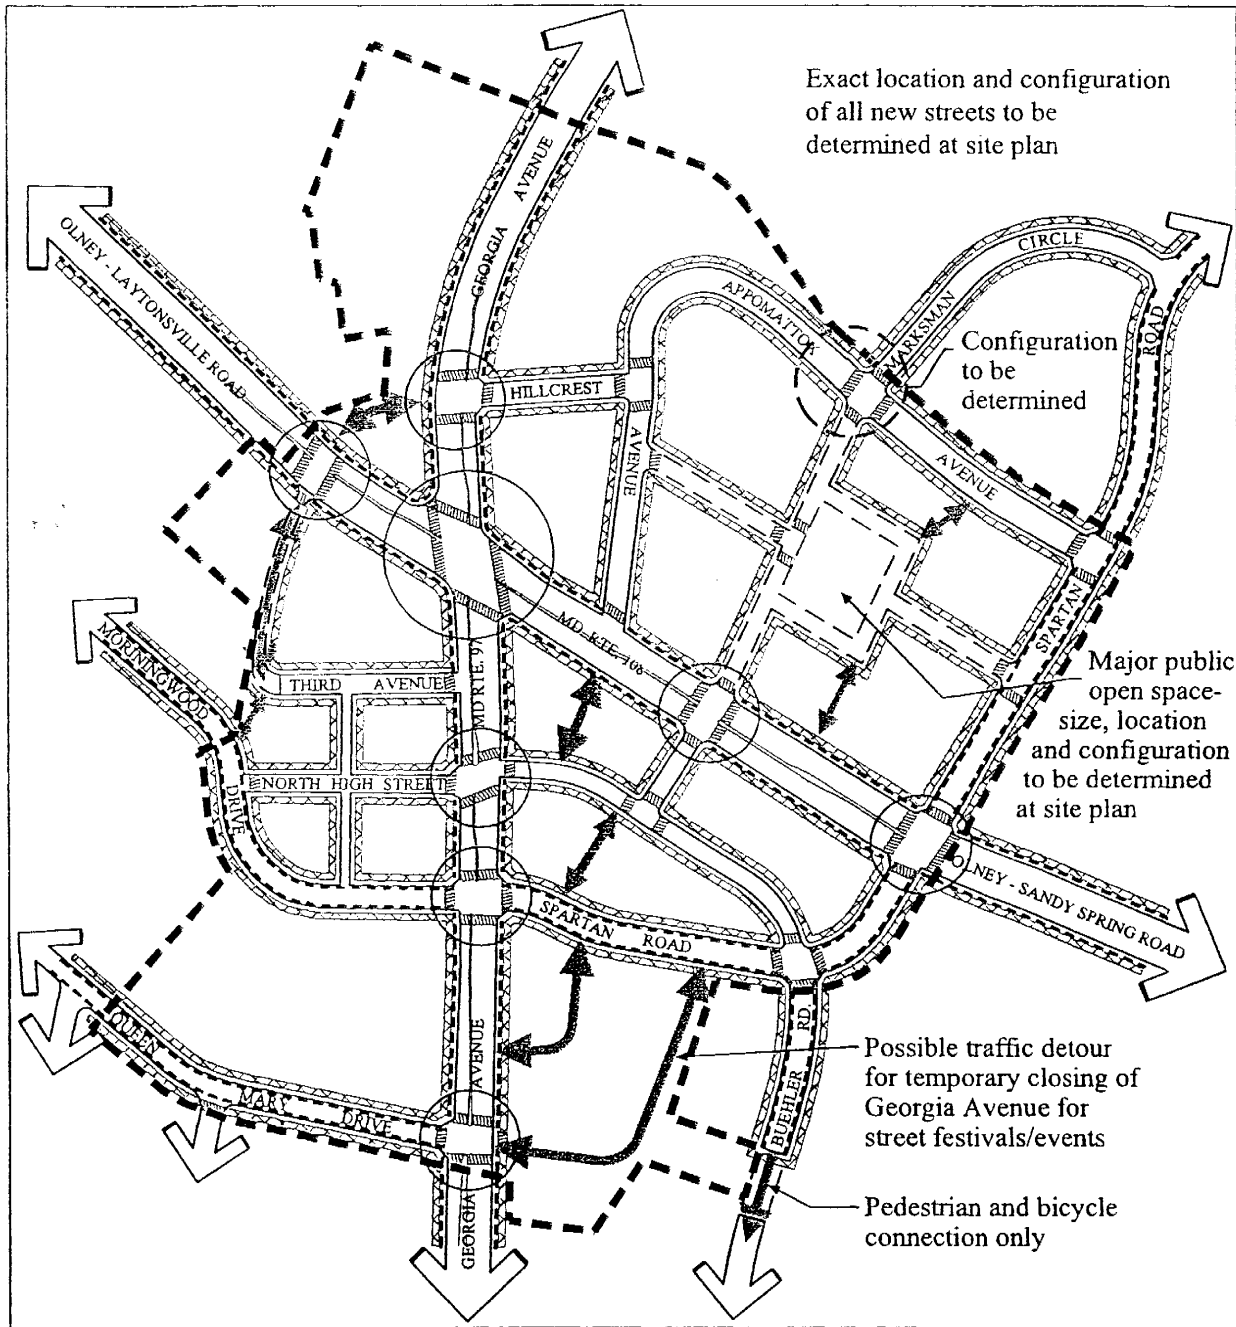 Exact location and configuration
of all new streets to be
determined at site plan
GEORGIA AVENUE
OLNEY - LAYTONSVILLE ROAD
MARKSMAN CIRCLE
ROAD
APPOMATTOX
Configuration
to be
determined
HILLCREST
AVENUE
AVENUE
SPARTAN
MD RTE. 108
MORNINGWOOD
THIRD AVENUE
MD RTE. 97
Major public
open space-
size, location
and configuration
to be determined
at site plan
NORTH HIGH STREET
DRIVE
OLNEY - SANDY SPRING ROAD
SPARTAN ROAD
QUEEN MARY DRIVE
AVENUE
BUEHLER RD.
Possible traffic detour
for temporary closing of
Georgia Avenue for
street festivals/events
GEORGIA
Pedestrian and bicycle
connection only